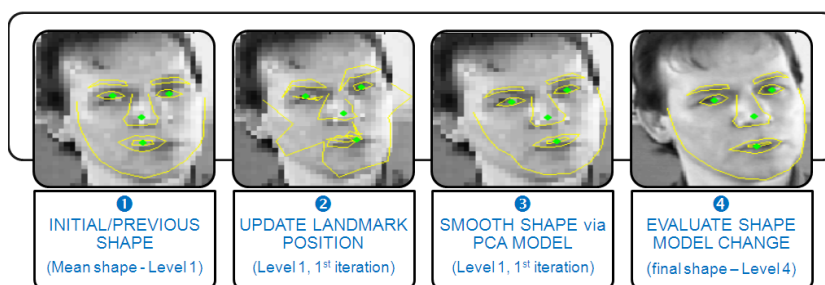 ❶
INITIAL/PREVIOUS
SHAPE
(Mean shape - Level 1)
❷
UPDATE LANDMARK
POSITION
(Level 1, 1st iteration)
❸
SMOOTH SHAPE via
PCA MODEL
(Level 1, 1st iteration)
❹
EVALUATE SHAPE
MODEL CHANGE
(final shape – Level 4)